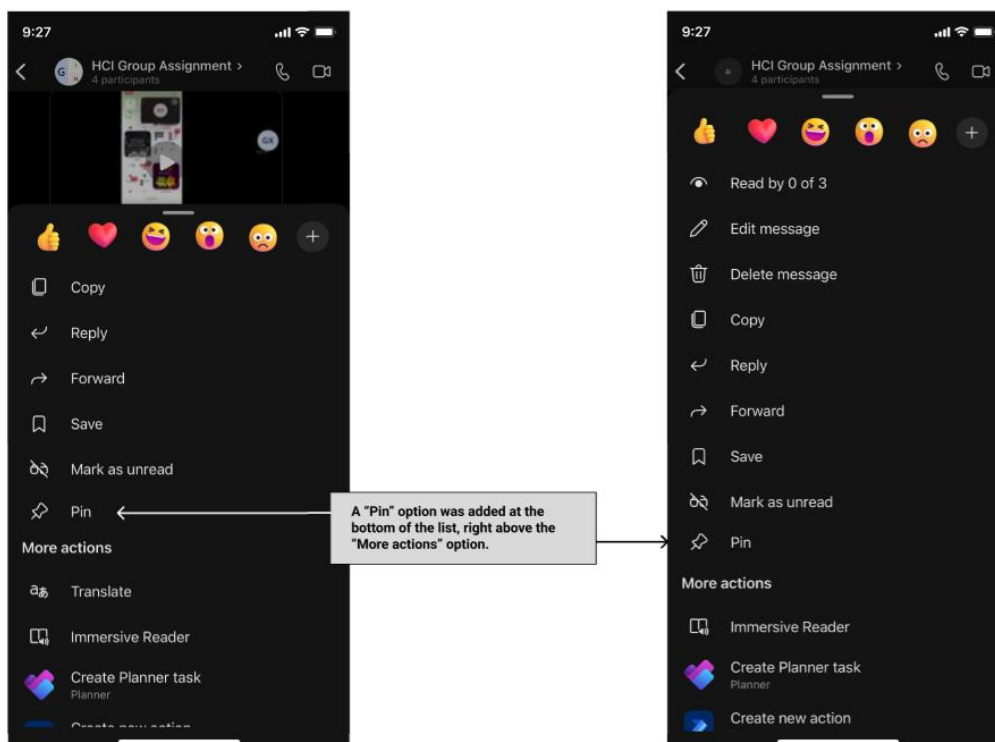 9:27
HCI Group Assignment >
4 participants
GX
Copy
Reply
Forward
Save
Mark as unread
Pin
More actions
Translate
Immersive Reader
Create Planner task
Planner
Create new action
A "Pin" option was added at the
bottom of the list, right above the
"More actions" option.
9:27
HCI Group Assignment >
4 participants
Read by 0 of 3
Edit message
Delete message
Copy
Reply
Forward
Save
Mark as unread
Pin
More actions
Immersive Reader
Create Planner task
Planner
Create new action